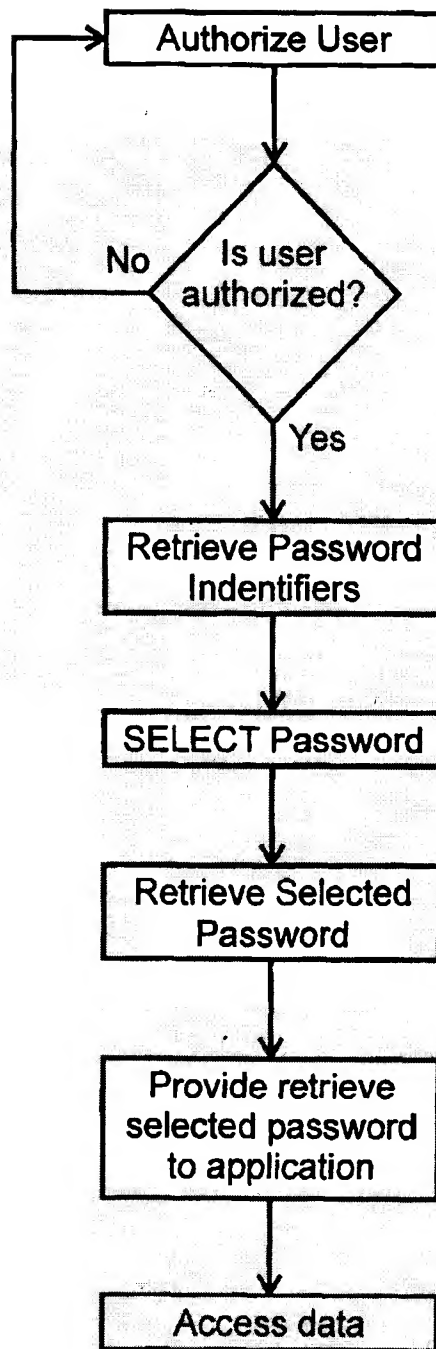 Authorize User
Is user
authorized?
No
Yes
Retrieve Password
Indentifiers
SELECT Password
Retrieve Selected
Password
Provide retrieve
selected password
to application
Access data